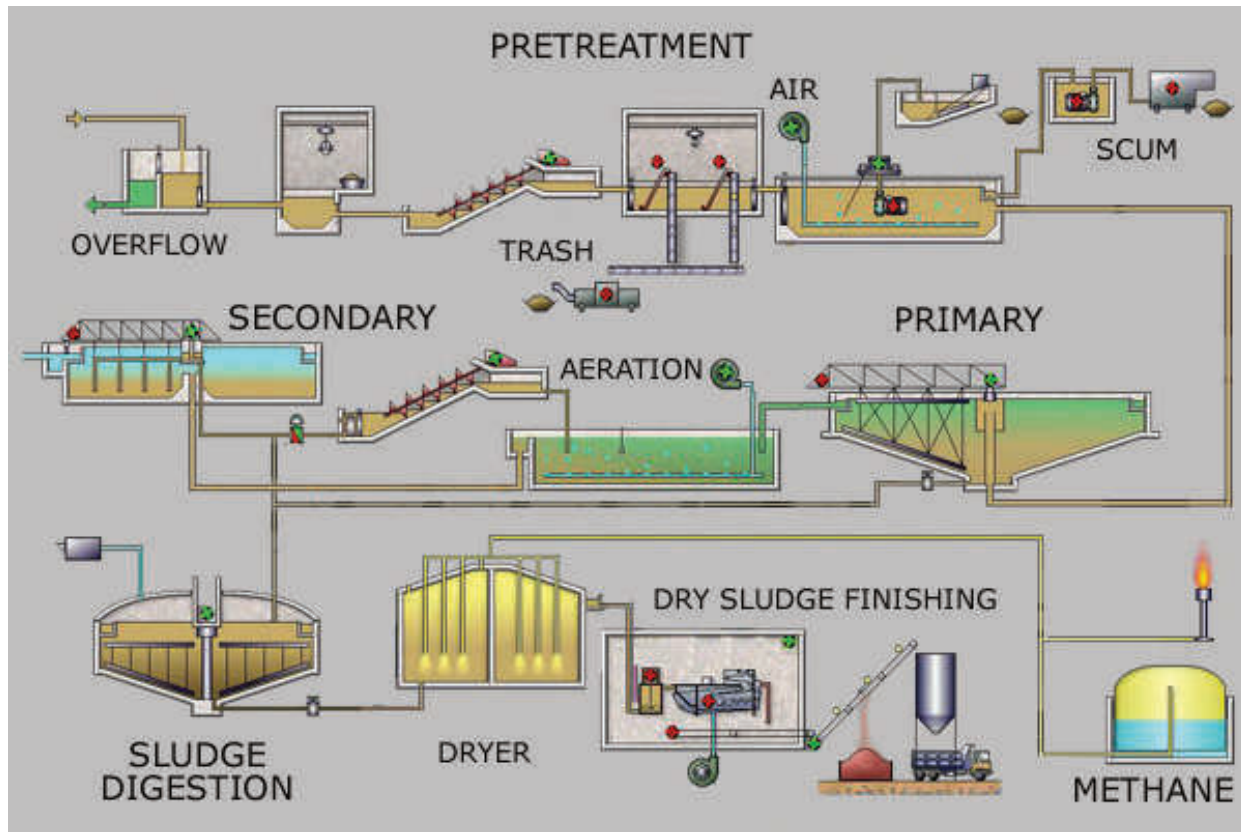 PRETREATMENT
AIR
SCUM
OVERFLOW
TRASH
SECONDARY
AERATION
PRIMARY
DRY SLUDGE FINISHING
SLUDGE
DIGESTION
DRYER
METHANE